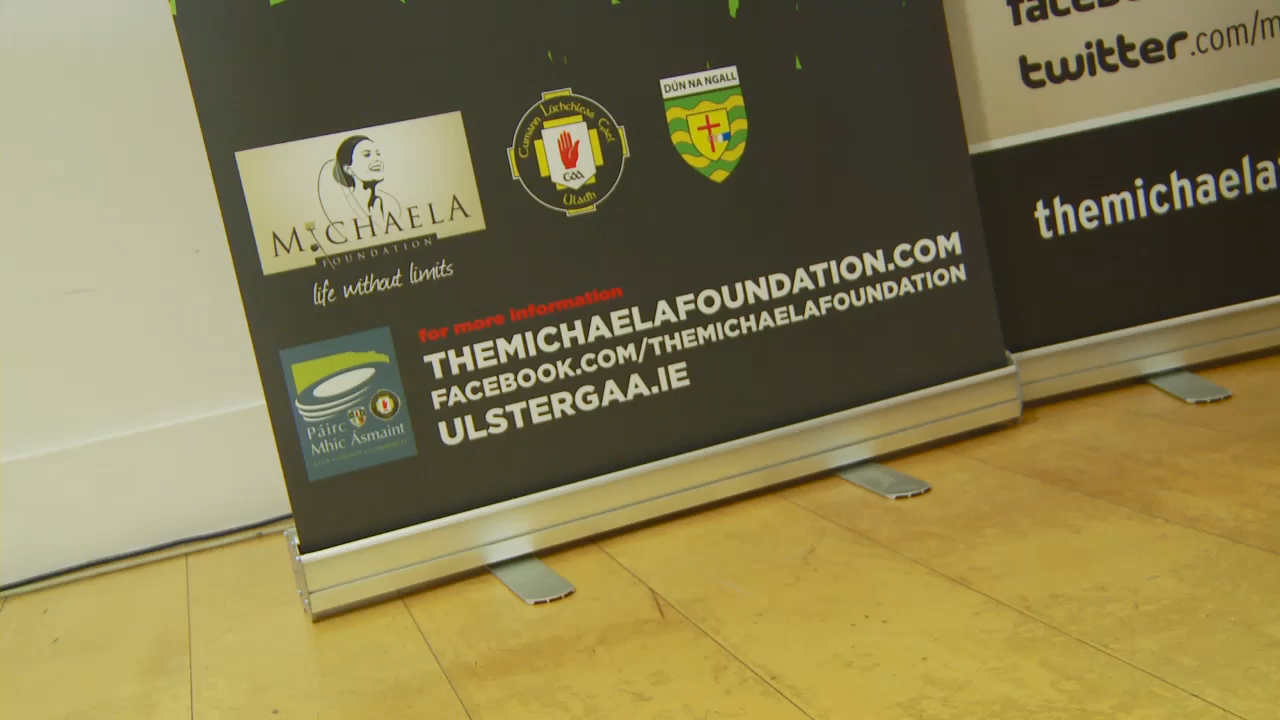 MICHAELA
FOUNDATION
life without limits
Cumann Lúthchleas Gael
GAA
Uladh
DÚN NA NGALL
for more information
THEMICHAELAFOUNDATION.COM
FACEBOOK.COM/THEMICHAELAFOUNDATION
ULSTERGAA.IE
Páirc
Mhic Ásmaint
twitter.com/m
themichaela